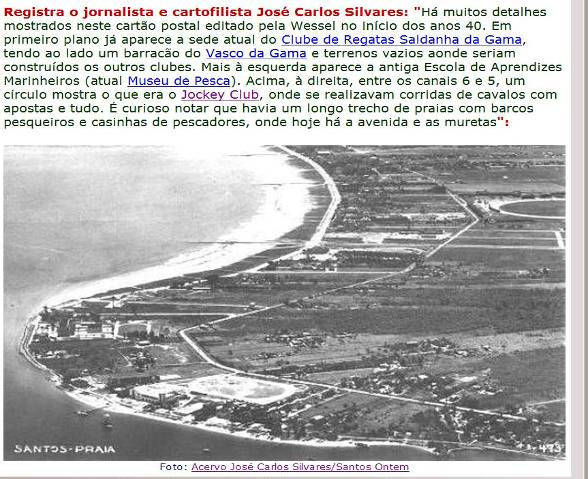 Registra o jornalista e cartofilista José Carlos Silvares: "Há muitos detalhes
mostrados neste cartão postal editado pela Wessel no Início dos anos 40. Em
primeiro plano já aparece a sede atual do Clube de Regatas Saldanha da Gama,
tendo ao lado um barracão do Vasco da Gama e terrenos vazios aonde seriam
construídos os outros clubes. Mais à esquerda aparece a antiga Escola de Aprendizes
Marinheiros (atual Museu de Pesca). Acima, à direita, entre os canais 6 e 5, um
círculo mostra o que era o Jockey Club, onde se realizavam corridas de cavalos com
apostas e tudo. É curioso notar que havia um longo trecho de praias com barcos
pesqueiros e casinhas de pescadores, onde hoje há a avenida e as muretas":
SANTOS-PRAIA
473
Foto: Acervo José Carlos Silvares/Santos Ontem